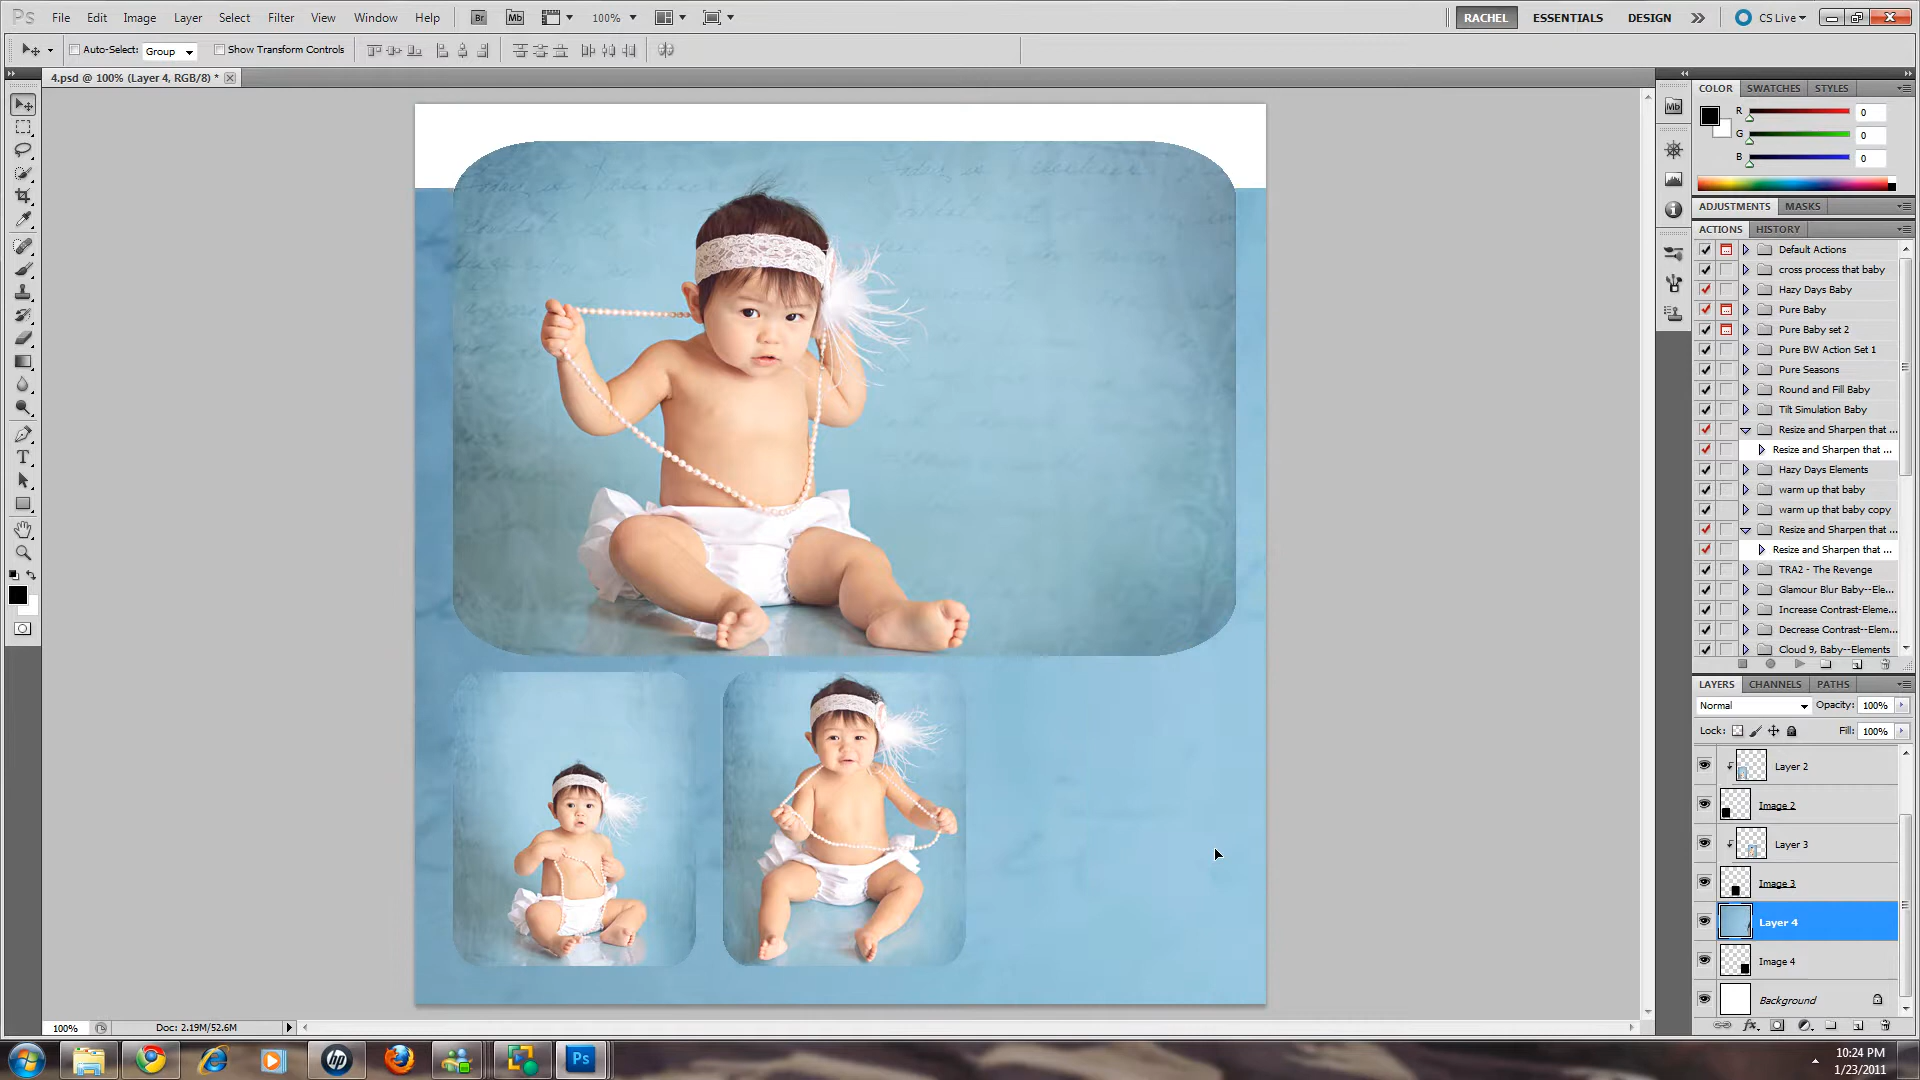 Ps File Edit Image Layer Select Filter View Window Help Br Mb 100% RACHEL ESSENTIALS DESIGN CS Live
Auto-Select: Group Show Transform Controls
4.psd @ 100% (Layer 4, RGB/8) *
COLOR SWATCHES STYLES
Mb
R 0
G 0
B 0
ADJUSTMENTS MASKS
ACTIONS HISTORY
Default Actions
cross process that baby
Hazy Days Baby
Pure Baby
Pure Baby set 2
Pure BW Action Set 1
Pure Seasons
Round and Fill Baby
Tilt Simulation Baby
Resize and Sharpen that ...
Resize and Sharpen that ...
Hazy Days Elements
warm up that baby
warm up that baby copy
Resize and Sharpen that ...
Resize and Sharpen that ...
TRA2 - The Revenge
Glamour Blur Baby--Ele...
Increase Contrast-Eleme...
Decrease Contrast--Elem...
Cloud 9, Baby--Elements
LAYERS CHANNELS PATHS
Normal Opacity: 100%
Lock: Fill: 100%
Layer 2
Image 2
Layer 3
Image 3
Layer 4
Image 4
Background
fx
100% Doc: 2.19M/52.6M
hp Ps
10:24 PM
1/23/2011